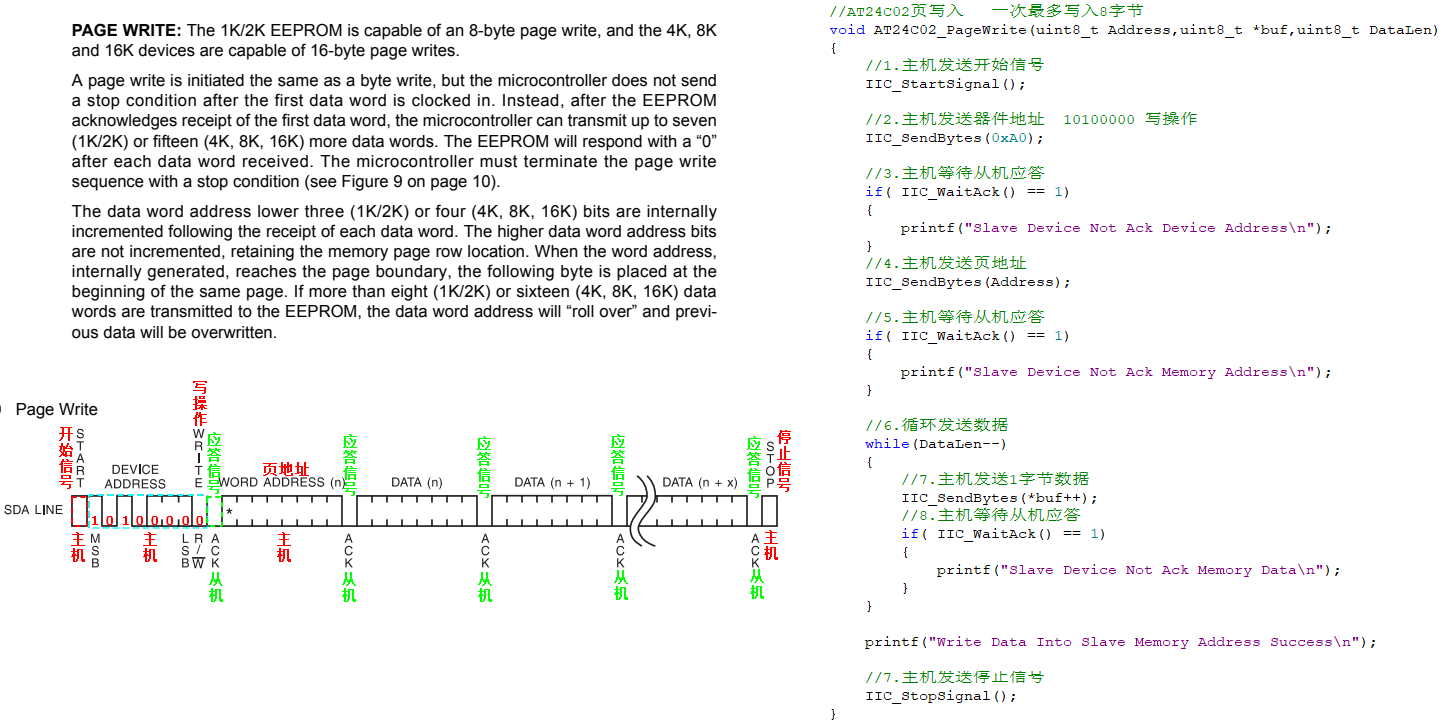 PAGE WRITE: The 1K/2K EEPROM is capable of an 8-byte page write, and the 4K, 8K
and 16K devices are capable of 16-byte page writes.
A page write is initiated the same as a byte write, but the microcontroller does not send
a stop condition after the first data word is clocked in. Instead, after the EEPROM
acknowledges receipt of the first data word, the microcontroller can transmit up to seven
(1K/2K) or fifteen (4K, 8K, 16K) more data words. The EEPROM will respond with a “0”
after each data word received. The microcontroller must terminate the page write
sequence with a stop condition (see Figure 9 on page 10).
The data word address lower three (1K/2K) or four (4K, 8K, 16K) bits are internally
incremented following the receipt of each data word. The higher data word address bits
are not incremented, retaining the memory page row location. When the word address,
internally generated, reaches the page boundary, the following byte is placed at the
beginning of the same page. If more than eight (1K/2K) or sixteen (4K, 8K, 16K) data
words are transmitted to the EEPROM, the data word address will “roll over” and previ-
ous data will be overwritten.
Page Write
开始信号
START
DEVICE
ADDRESS
写操作
WRITE
应答信号
页地址
WORD ADDRESS (n)
应答信号
DATA (n)
应答信号
DATA (n + 1)
应答信号
DATA (n + x)
应答信号
STOP
停止信号
SDA LINE
1 0 1 0 0 0 0 0
*
主机
MSB
主机
LSB
R/W
ACK
从机
主机
ACK
从机
ACK
从机
ACK
从机
ACK
从机
主机
//AT24C02页写入 一次最多写入8字节
void AT24C02_PageWrite(uint8_t Address,uint8_t *buf,uint8_t DataLen)
{
//1.主机发送开始信号
IIC_StartSignal();
//2.主机发送器件地址 10100000 写操作
IIC_SendBytes(0xA0);
//3.主机等待从机应答
if( IIC_WaitAck() == 1)
{
printf("Slave Device Not Ack Device Address\n");
}
//4.主机发送页地址
IIC_SendBytes(Address);
//5.主机等待从机应答
if( IIC_WaitAck() == 1)
{
printf("Slave Device Not Ack Memory Address\n");
}
//6.循环发送数据
while(DataLen--)
{
//7.主机发送1字节数据
IIC_SendBytes(*buf++);
//8.主机等待从机应答
if( IIC_WaitAck() == 1)
{
printf("Slave Device Not Ack Memory Data\n");
}
}
printf("Write Data Into Slave Memory Address Success\n");
//7.主机发送停止信号
IIC_StopSignal();
}